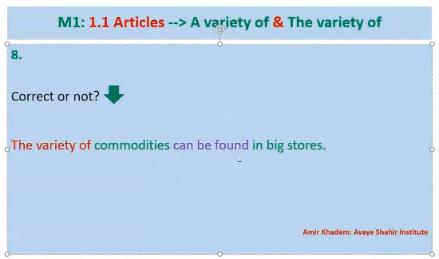 M1: 1.1 Articles --> A variety of & The variety of
8.
Correct or not?
The variety of commodities can be found in big stores.
Amir Khadem: Avaye Shahir Institute